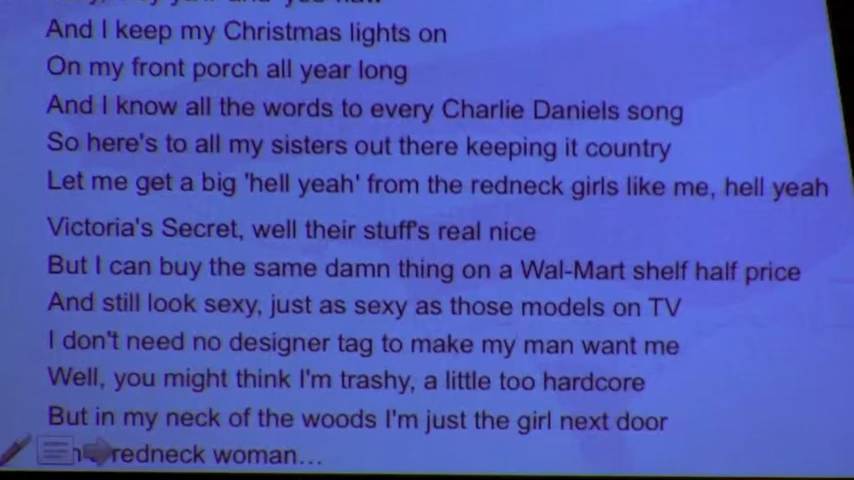 And I keep my Christmas lights on
On my front porch all year long
And I know all the words to every Charlie Daniels song
So here's to all my sisters out there keeping it country
Let me get a big 'hell yeah' from the redneck girls like me, hell yeah
Victoria's Secret, well their stuff's real nice
But I can buy the same damn thing on a Wal-Mart shelf half price
And still look sexy, just as sexy as those models on TV
I don't need no designer tag to make my man want me
Well, you might think I'm trashy, a little too hardcore
But in my neck of the woods I'm just the girl next door
redneck woman...